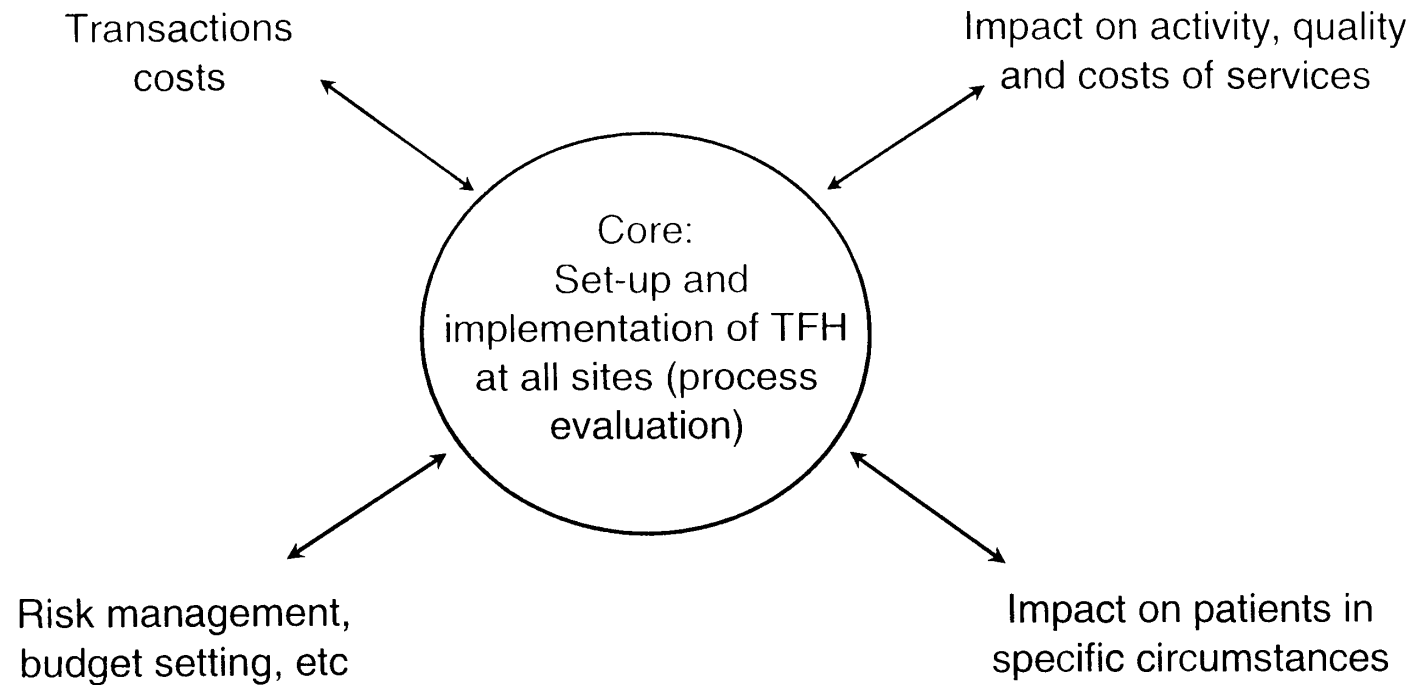 Transactions
costs
Impact on activity, quality
and costs of services
Core:
Set-up and
implementation of TFH
at all sites (process
evaluation)
Risk management,
budget setting, etc
Impact on patients in
specific circumstances